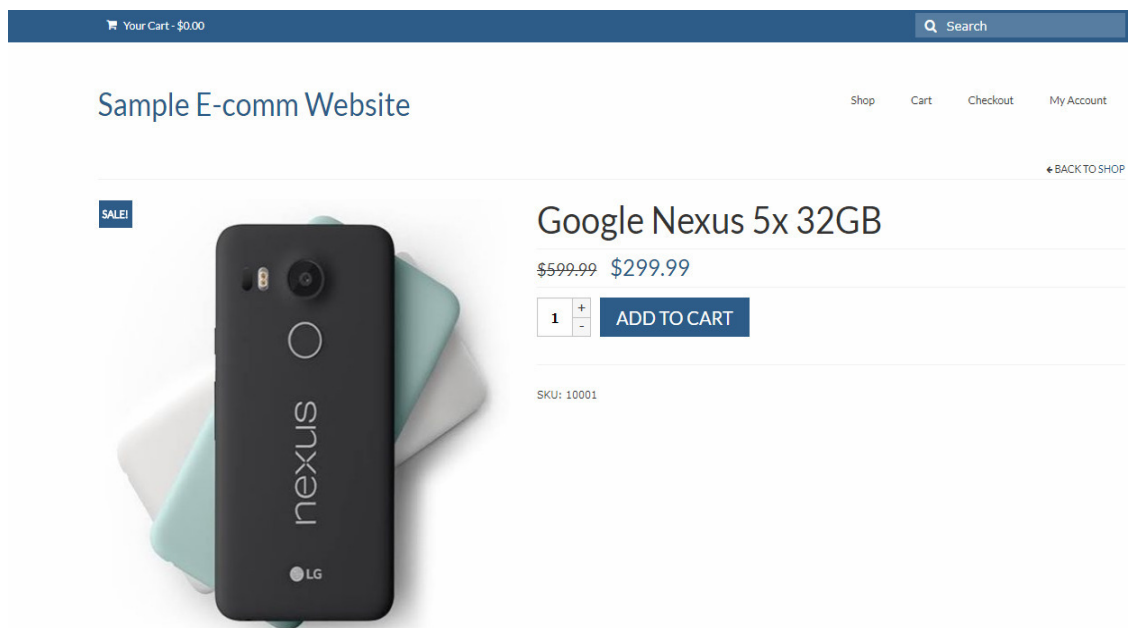 Your Cart - $0.00
Search
Sample E-comm Website
Shop Cart Checkout My Account
BACK TO SHOP
SALE!
Google Nexus 5x 32GB
$599.99 $299.99
1 + -
ADD TO CART
SKU: 10001
nexus
LG